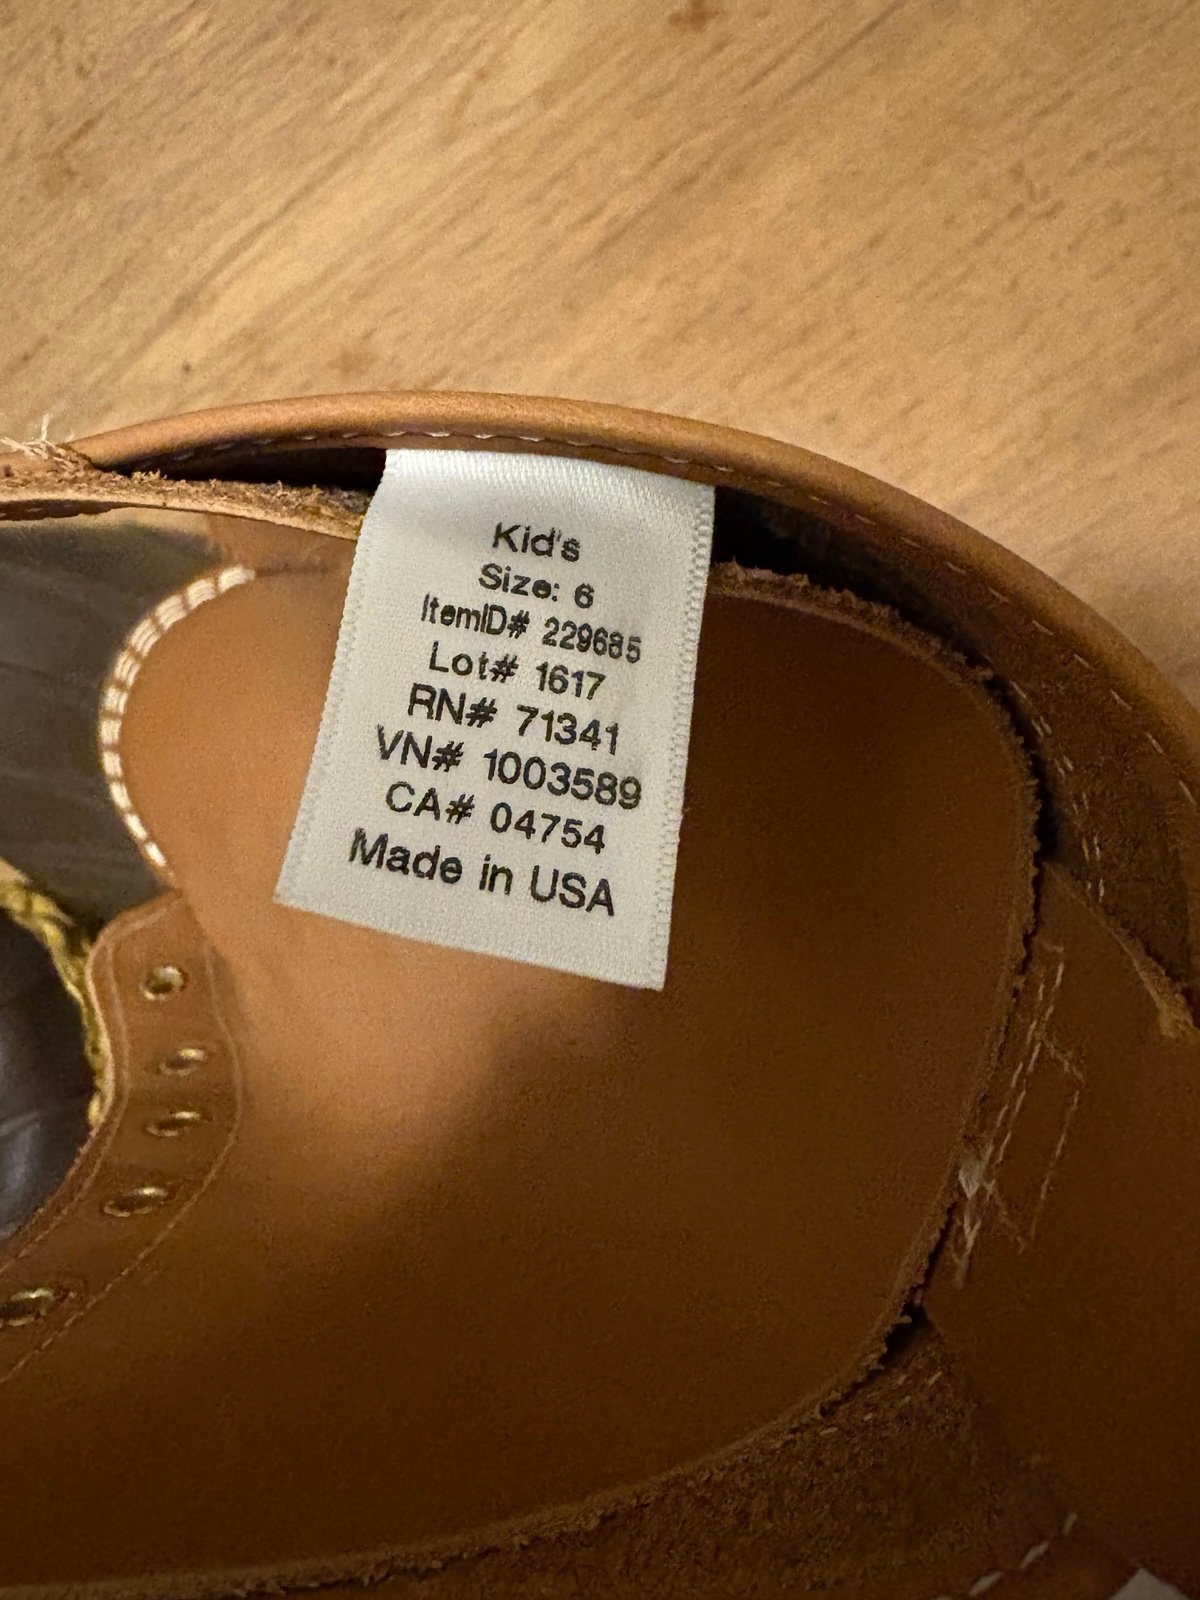 Kid's
Size: 6
ItemID# 229685
Lot# 1617
RN# 71341
VN# 1003589
CA# 04754
Made in USA